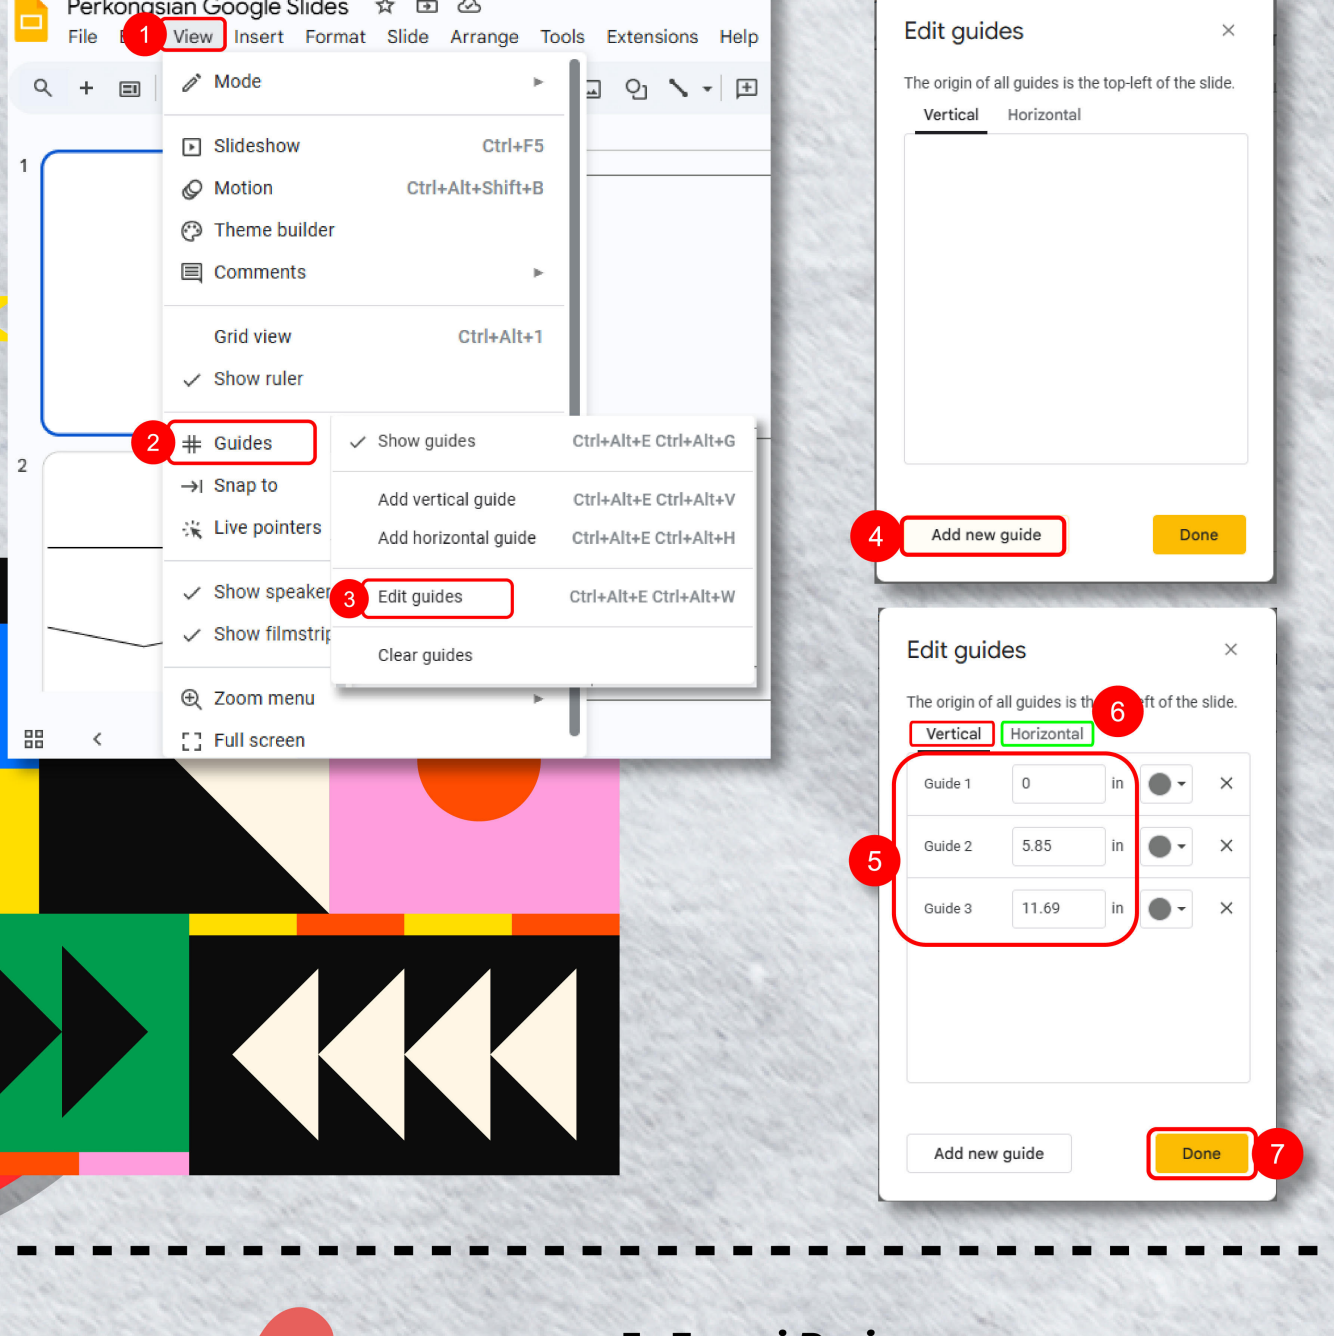 Perkongsian Google Slides
File
1
View
Insert
Format
Slide
Arrange
Tools
Extensions
Help
Mode
Slideshow Ctrl+F5
Motion Ctrl+Alt+Shift+B
Theme builder
Comments
Grid view Ctrl+Alt+1
Show ruler
2 Guides
Snap to
Live pointers
Show speaker
Show filmstrip
Zoom menu
Full screen
Show guides Ctrl+Alt+E Ctrl+Alt+G
Add vertical guide Ctrl+Alt+E Ctrl+Alt+V
Add horizontal guide Ctrl+Alt+E Ctrl+Alt+H
3 Edit guides Ctrl+Alt+E Ctrl+Alt+W
Clear guides
1
2
Edit guides
The origin of all guides is the top-left of the slide.
Vertical Horizontal
4 Add new guide Done
Edit guides
The origin of all guides is th ft of the slide.
6
Vertical Horizontal
Guide 1 0 in
5
Guide 2 5.85 in
Guide 3 11.69 in
Add new guide Done 7